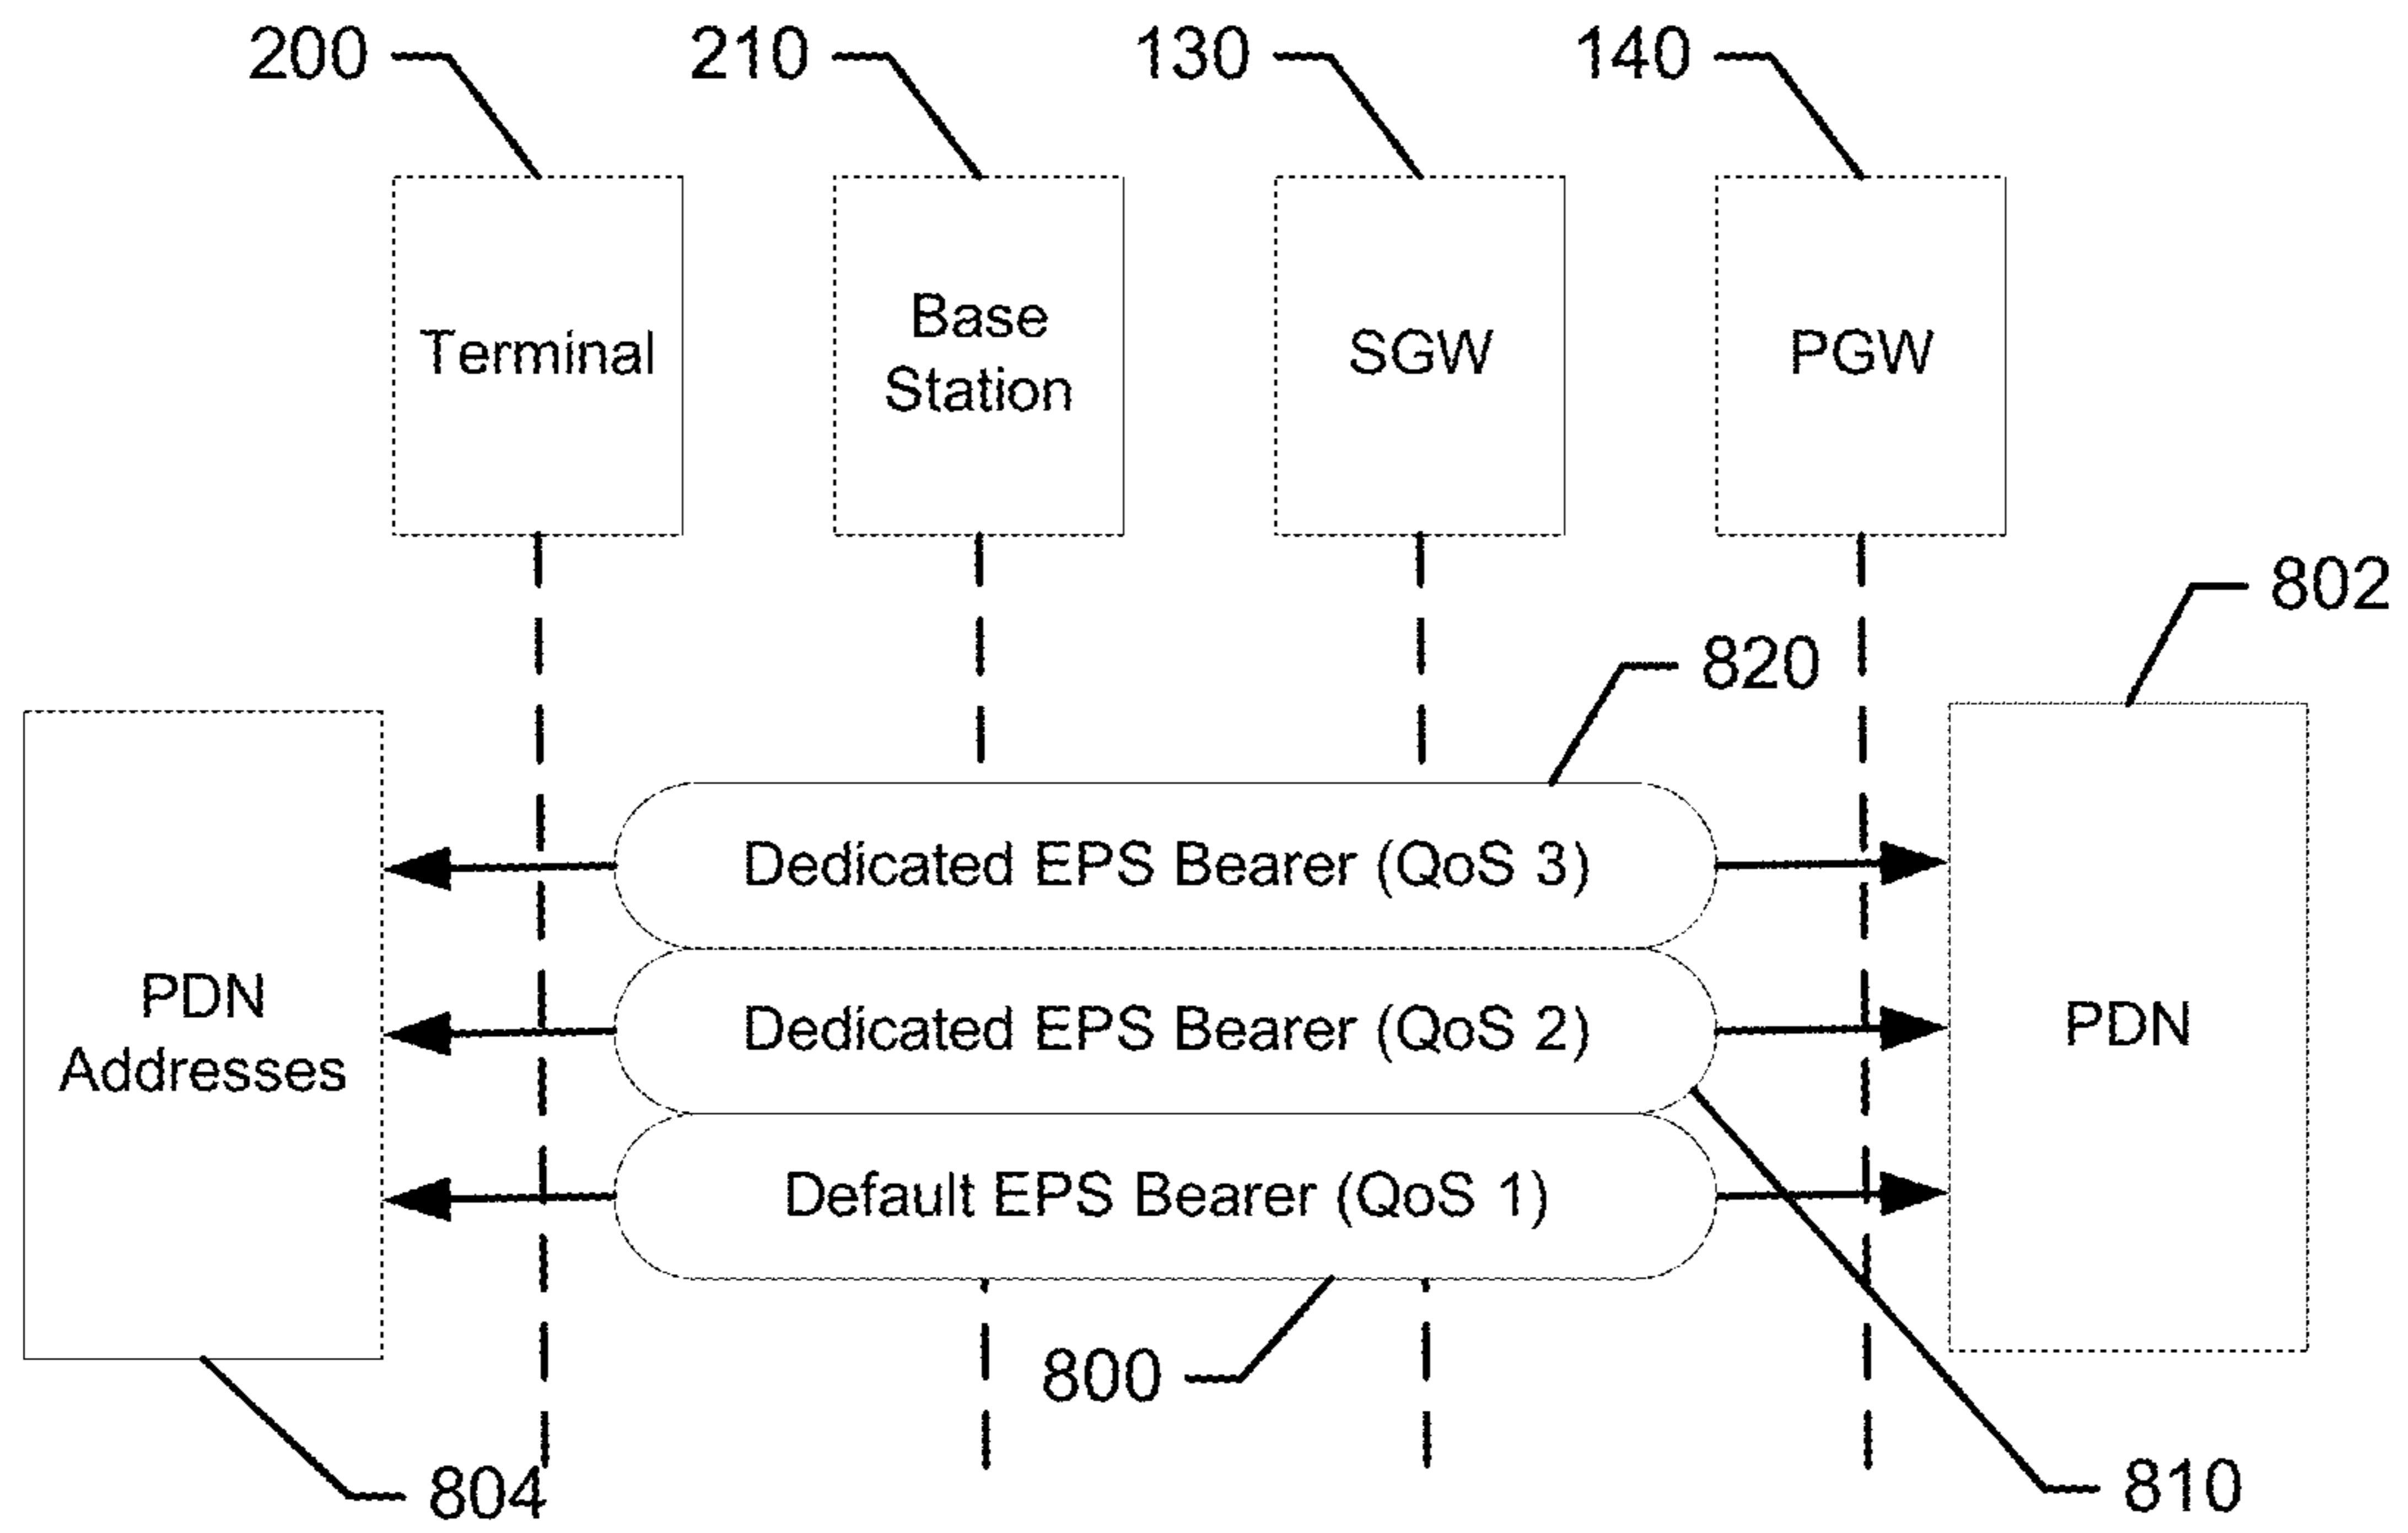 200
210
130
140
Terminal
Base
Station
SGW
PGW
802
820
Dedicated EPS Bearer (QoS 3)
PDN
Addresses
Dedicated EPS Bearer (QoS 2)
PDN
Default EPS Bearer (QoS 1)
800
804
810